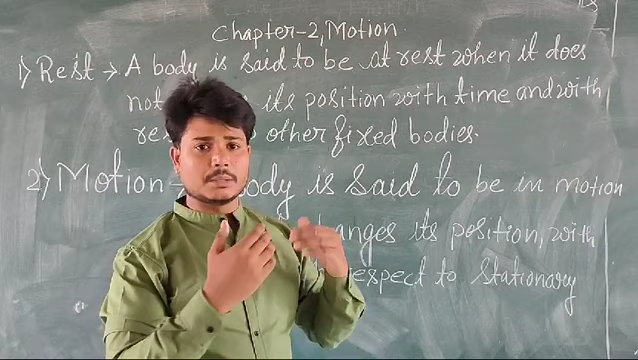 Chapter-2, Motion.
1) Rest → A body is said to be at rest when it does
not its position with time and with
other fixed bodies.
2) Motion → body is said to be in motion
anges its position, with
espect to Stationary